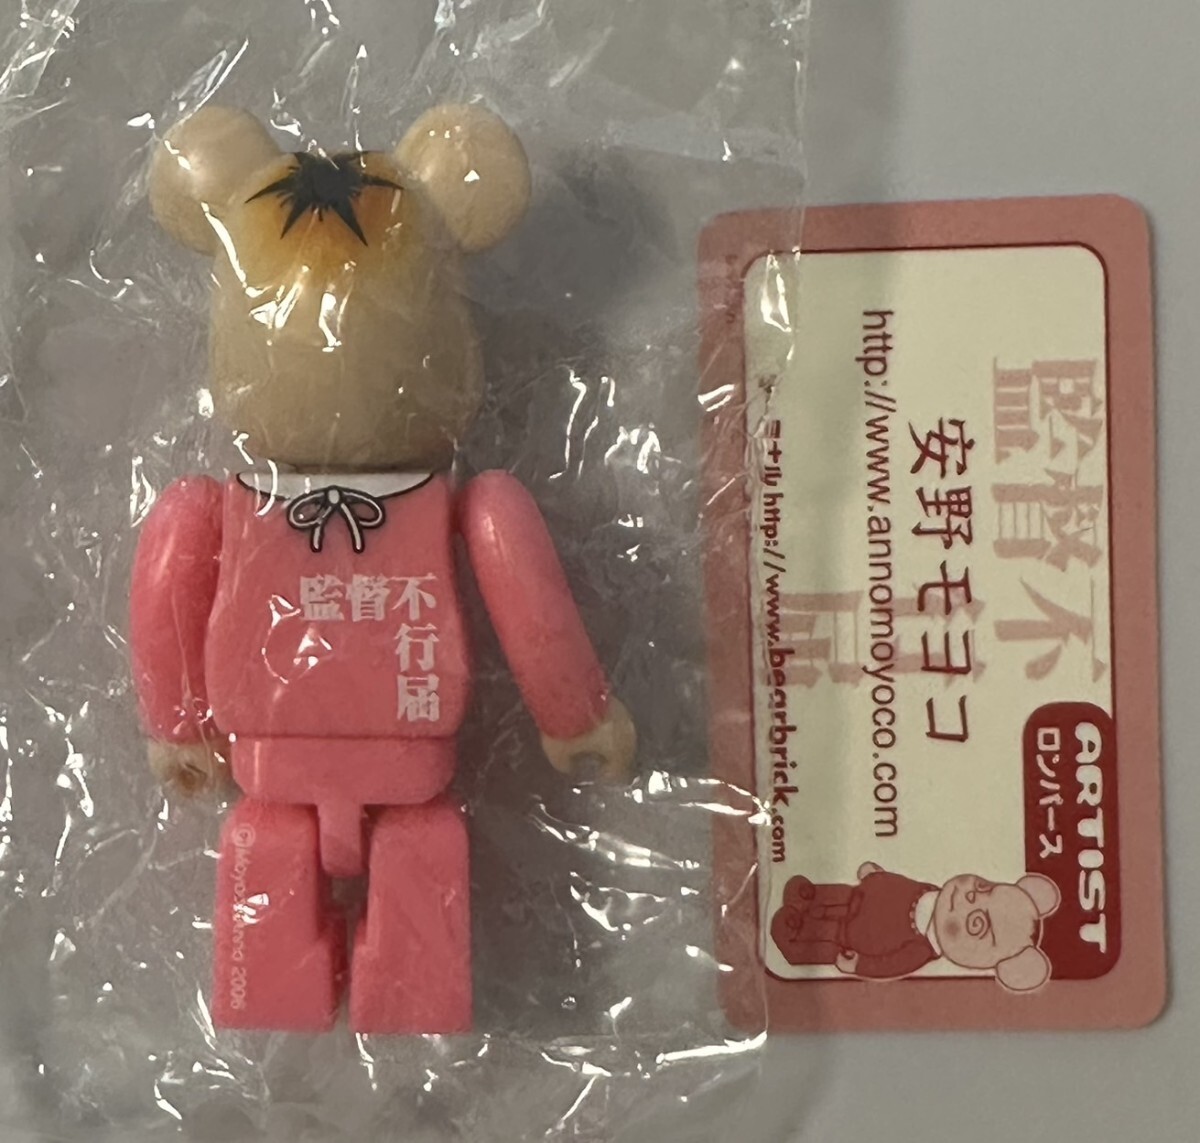 監督不
行
届
©Moyoco Anno 2006
監督不
行届
安野モヨコ
http://www.annomoyoco.com
http://www.bearbrick.com
ARTIST
ロンパース